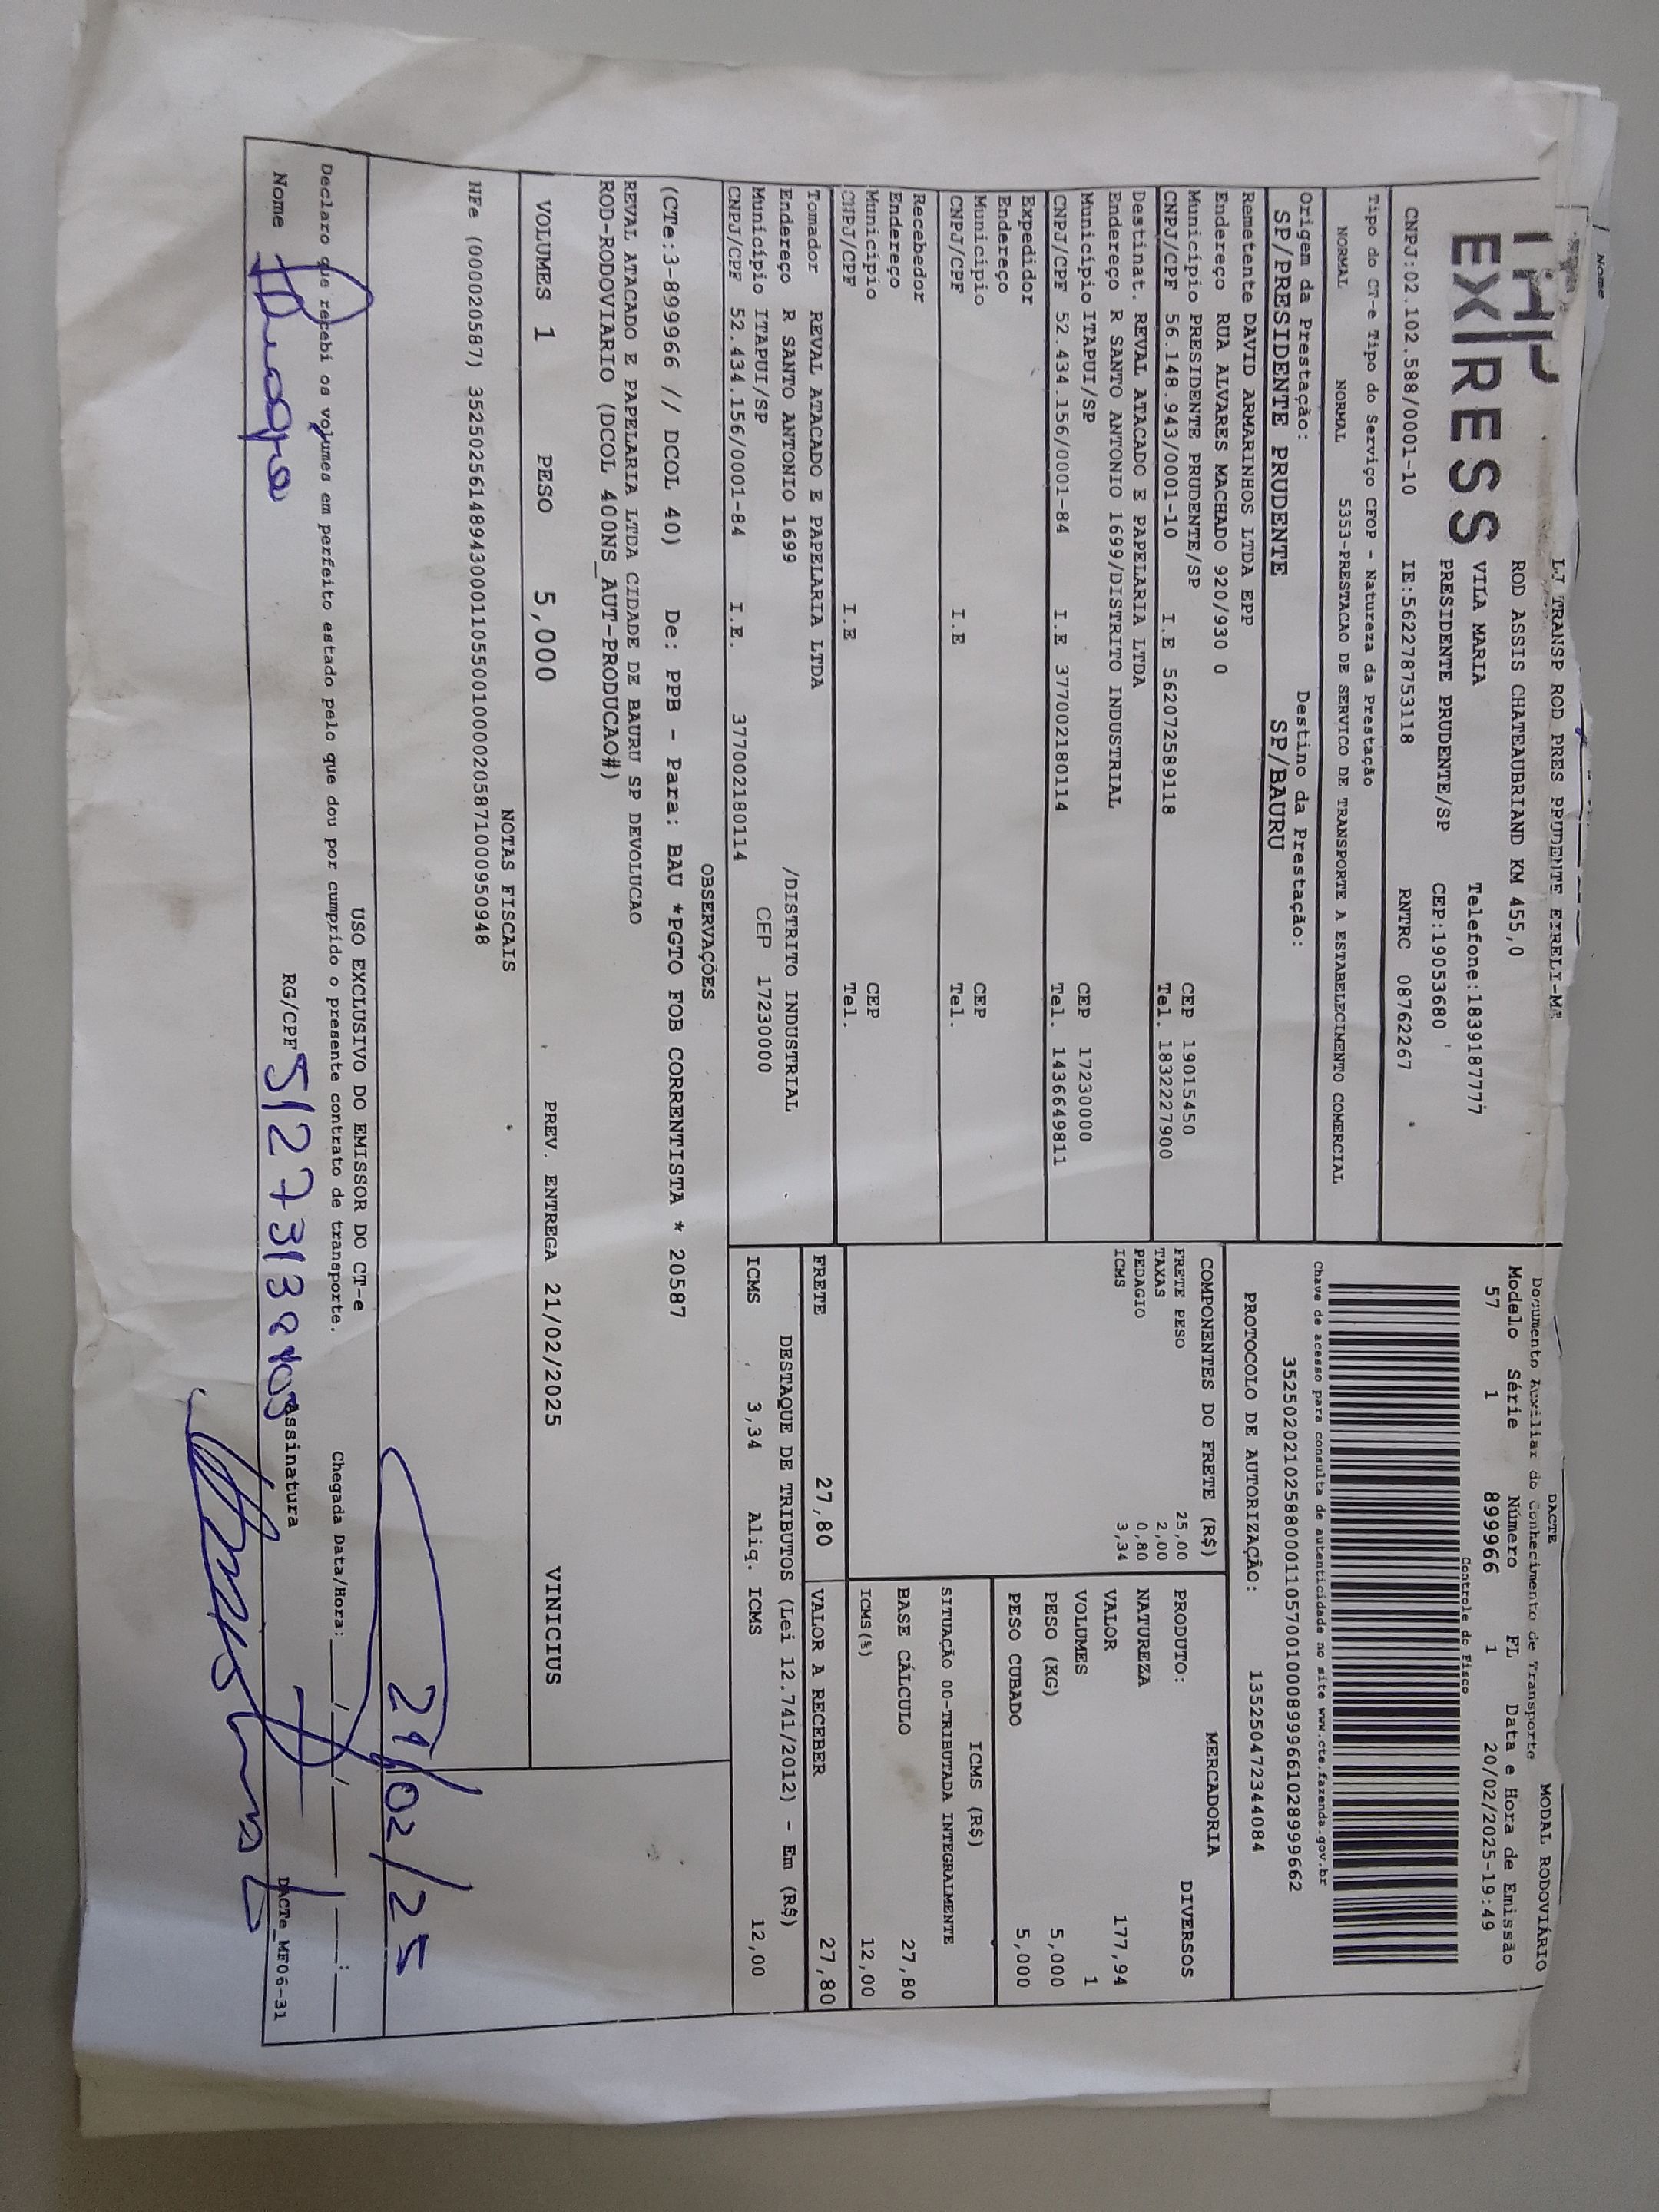 Nome
EXPRESS
LJ TRANSP ROD PRES PRUDENTE EIRELI-ME
ROD ASSIS CHATEAUBRIAND KM 455,0
VILA MARIA Telefone:1839187777
PRESIDENTE PRUDENTE/SP CEP:19053680
CNPJ:02.102.588/0001-10 IE:562278753118 RNTRC 08762267
Tipo do CT-e Tipo do Serviço CFOP - Natureza da Prestação
NORMAL NORMAL 5353-PRESTACAO DE SERVICO DE TRANSPORTE A ESTABELECIMENTO COMERCIAL
DACTE MODAL RODOVIÁRIO
Documento Auxiliar do Conhecimento de Transporte
Modelo Série Número FL Data e Hora de Emissão
57 1 899966 1 20/02/2025-19:49
Controle do Fisco
Chave de acesso para consulta de autenticidade no site www.cte.fazenda.gov.br
35250202102588000110570010008999661028999662
PROTOCOLO DE AUTORIZAÇÃO: 135250472344084
Origem da Prestação: Destino da Prestação:
SP/PRESIDENTE PRUDENTE SP/BAURU
Remetente DAVID ARMARINHOS LTDA EPP
Endereço RUA ALVARES MACHADO 920/930 0
Município PRESIDENTE PRUDENTE/SP CEP 19015450
CNPJ/CPF 56.148.943/0001-10 I.E 562072589118 Tel. 1832227900
Destinat. REVAL ATACADO E PAPELARIA LTDA
Endereço R SANTO ANTONIO 1699/DISTRITO INDUSTRIAL
Município ITAPUI/SP CEP 17230000
CNPJ/CPF 52.434.156/0001-84 I.E 377002180114 Tel. 1436649811
Expedidor
Endereço
Município CEP
CNPJ/CPF I.E Tel.
Recebedor
Endereço
Município CEP
CNPJ/CPF I.E Tel.
Tomador REVAL ATACADO E PAPELARIA LTDA
Endereço R SANTO ANTONIO 1699 /DISTRITO INDUSTRIAL
Município ITAPUI/SP CEP 17230000
CNPJ/CPF 52.434.156/0001-84 I.E. 377002180114
COMPONENTES DO FRETE (R$)
FRETE PESO 25,00
TAXAS 2,00
PEDAGIO 0,80
ICMS 3,34
MERCADORIA
PRODUTO: DIVERSOS
NATUREZA
VALOR 177,94
VOLUMES 1
PESO (KG) 5,000
PESO CUBADO 5,000
ICMS (R$)
SITUAÇÃO 00-TRIBUTADA INTEGRALMENTE
BASE CÁLCULO 27,80
ICMS(%) 12,00
FRETE 27,80 VALOR A RECEBER 27,80
DESTAQUE DE TRIBUTOS (Lei 12.741/2012) - Em (R$)
ICMS 3,34 Aliq. ICMS 12,00
OBSERVAÇÕES
(CTe:3-899966 // DCOL 40) De: PPB - Para: BAU *PGTO FOB CORRENTISTA * 20587
REVAL ATACADO E PAPELARIA LTDA CIDADE DE BAURU SP DEVOLUCAO
ROD-RODOVIARIO (DCOL 400NS_AUT-PRODUCAO#)
VOLUMES 1 PESO 5,000 PREV. ENTREGA 21/02/2025 VINICIUS
NOTAS FISCAIS
NFe (000020587) 35250256148943000110550010000205871000950948
21/02/25
USO EXCLUSIVO DO EMISSOR DO CT-e
Declaro que recebi os volumes em perfeito estado pelo que dou por cumprido o presente contrato de transporte. Chegada Data/Hora:____/____/____ ____:____
Nome RG/CPF Assinatura DACTe_MF06-31